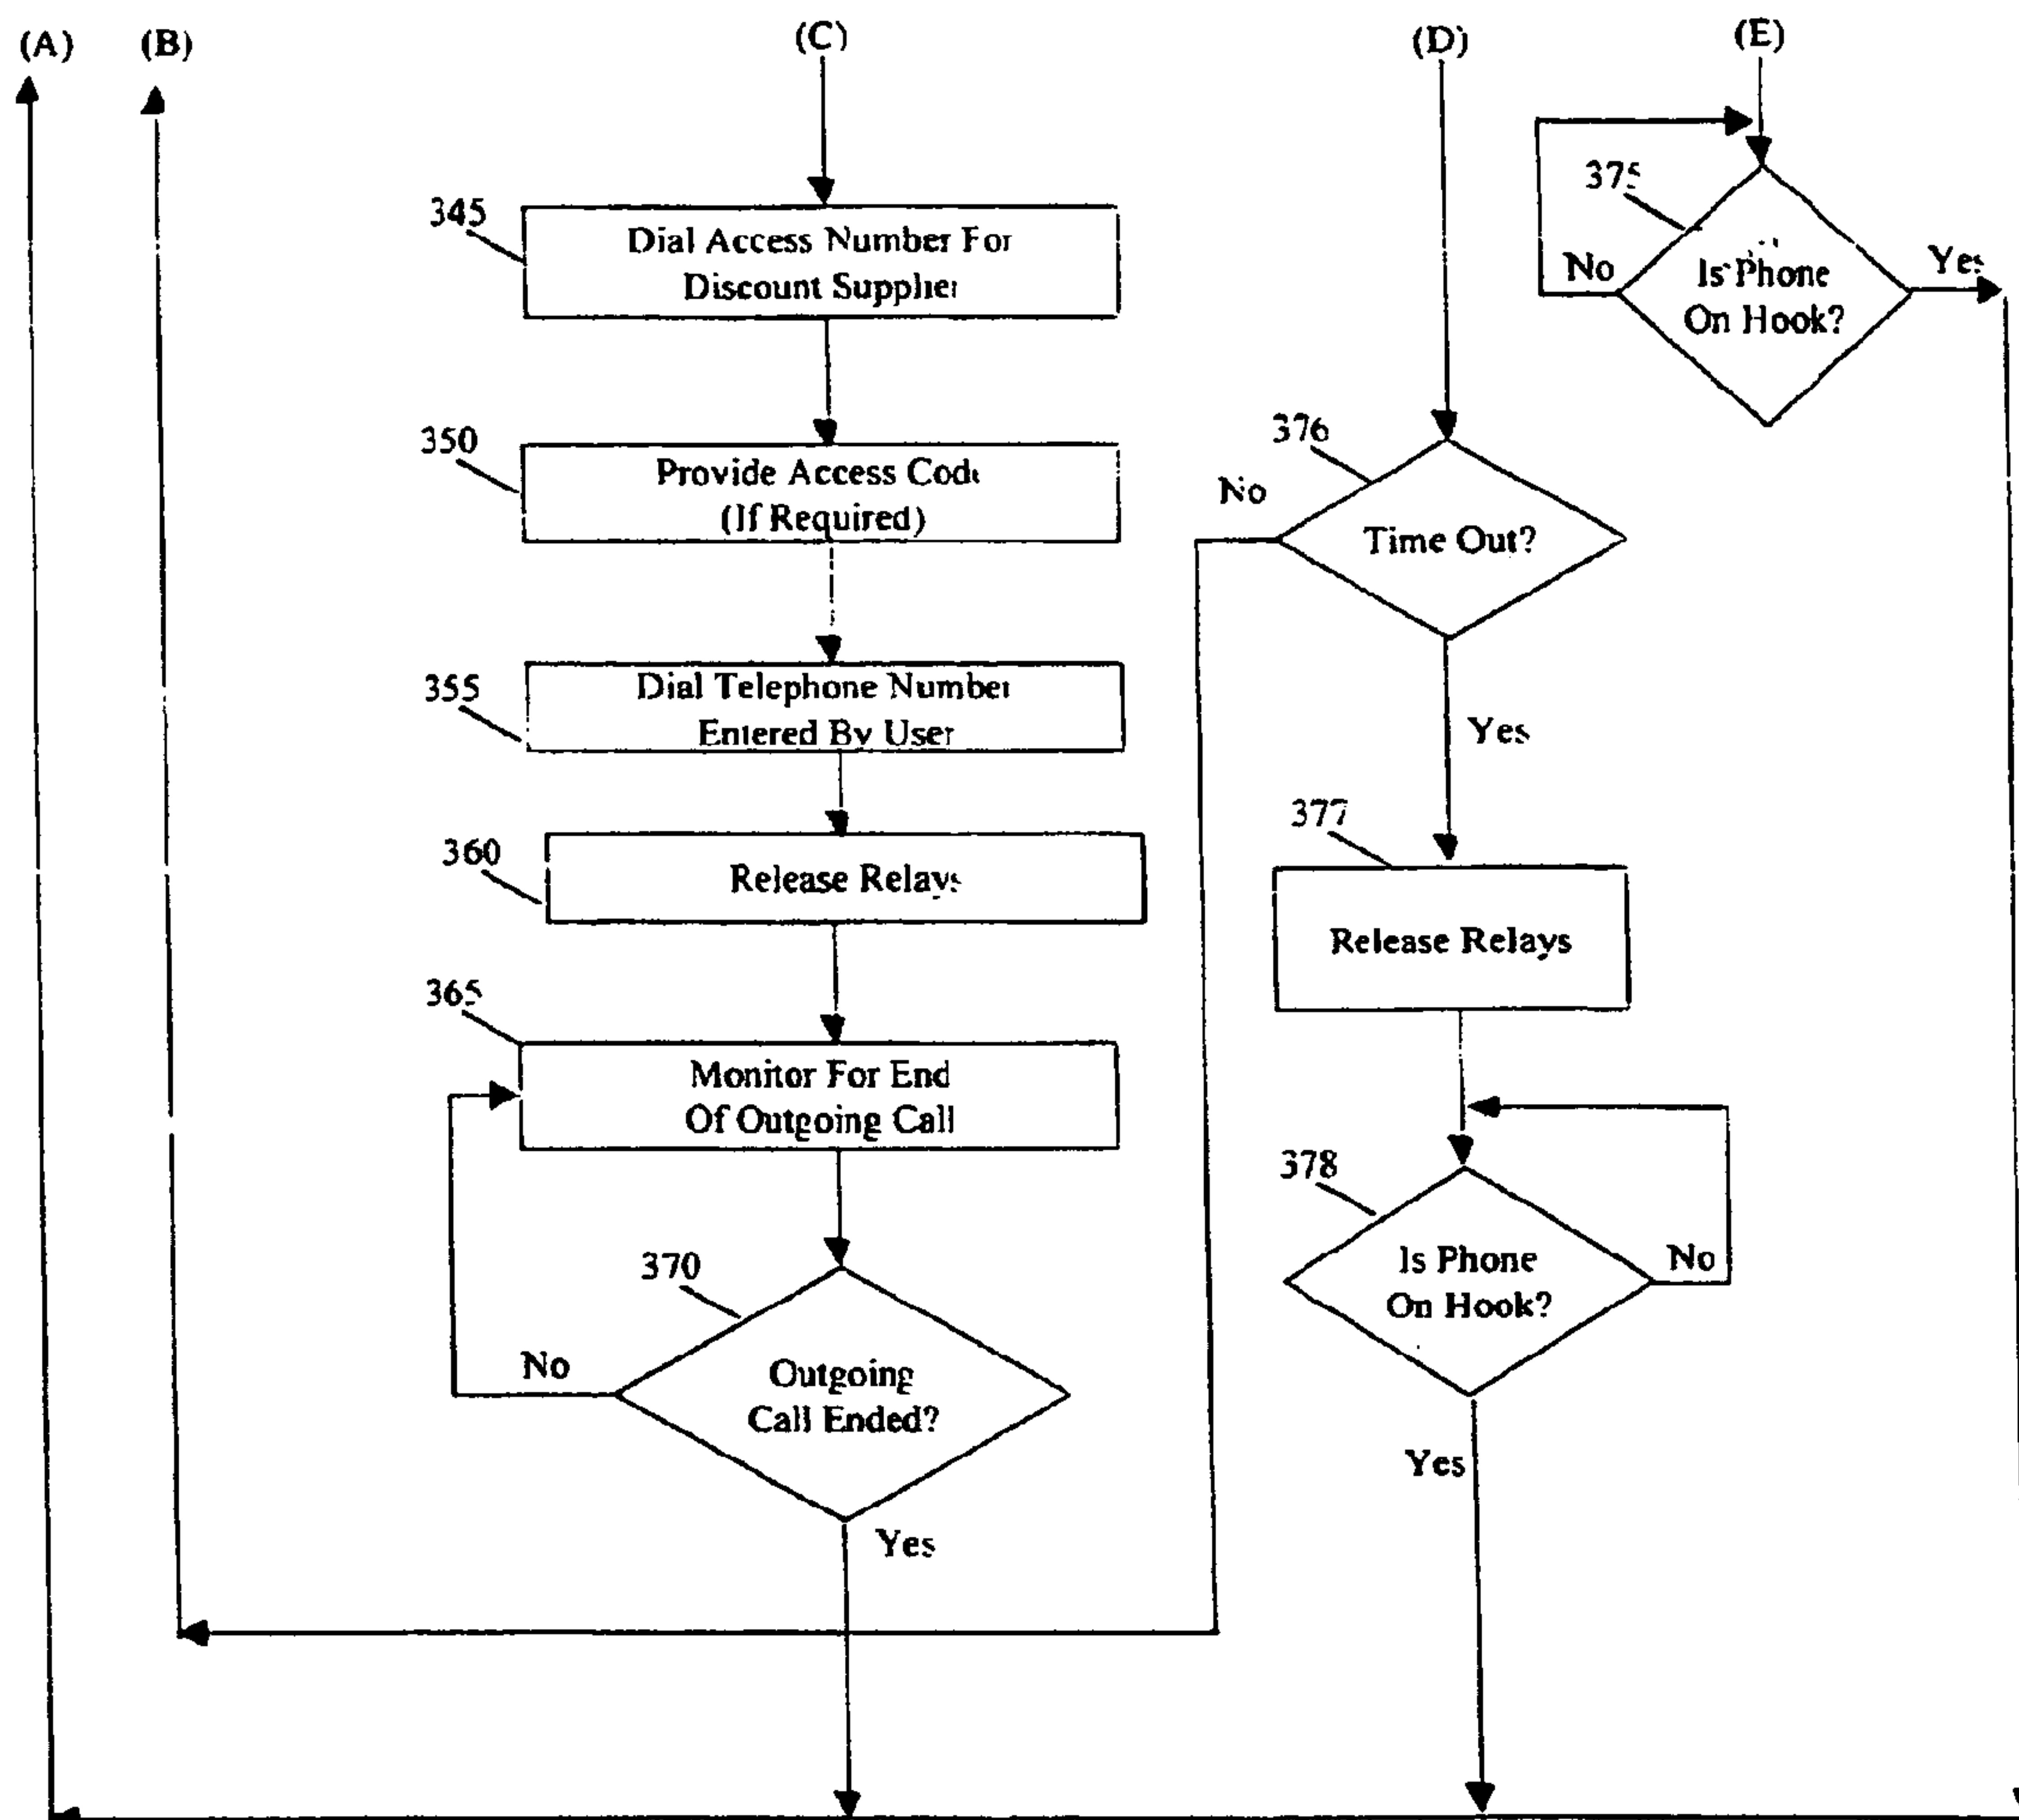 (A)
(B)
(C)
(D)
(E)
345
Dial Access Number For
Discount Supplier
350
Provide Access Code
(If Required)
355
Dial Telephone Number
Entered By User
360
Release Relays
365
Monitor For End
Of Outgoing Call
370
Outgoing
Call Ended?
No
Yes
376
Time Out?
No
Yes
377
Release Relays
378
Is Phone
On Hook?
No
Yes
375
Is Phone
On Hook?
No
Yes